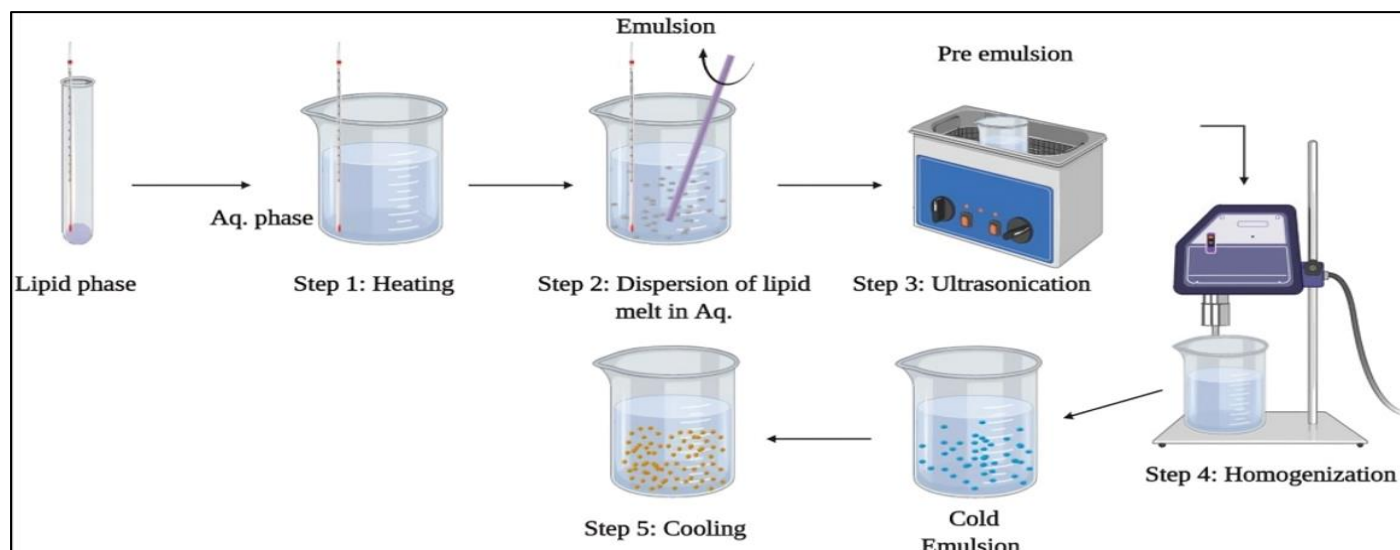 Emulsion
Pre emulsion
Aq. phase
Lipid phase
Step 1: Heating
Step 2: Dispersion of lipid
melt in Aq.
Step 3: Ultrasonication
Step 4: Homogenization
Cold
Emulsion
Step 5: Cooling